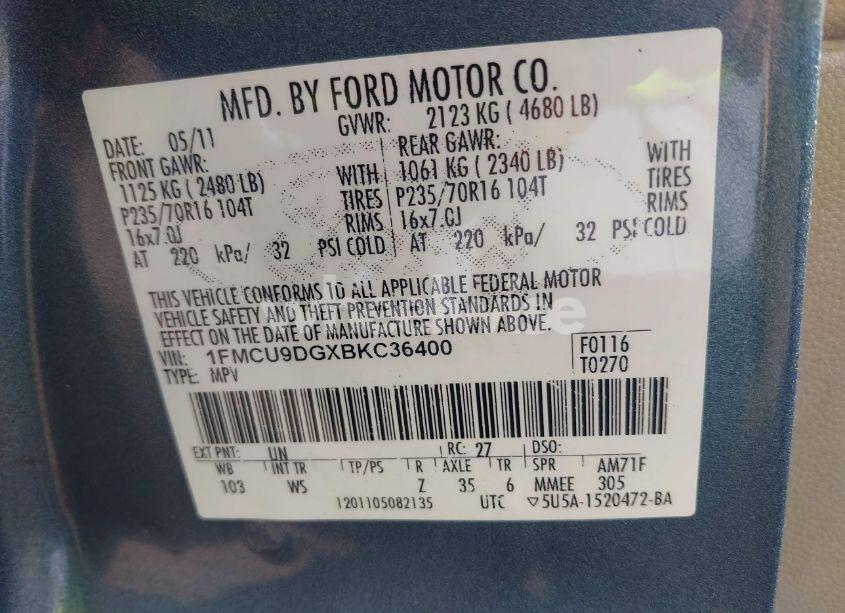 MFD. BY FORD MOTOR CO.
DATE: 05/11 GVWR: 2123 KG ( 4680 LB)
FRONT GAWR: REAR GAWR:
1125 KG ( 2480 LB) WITH 1061 KG ( 2340 LB) WITH
P235/70R16 104T TIRES P235/70R16 104T TIRES
16x7.0J RIMS 16x7.0J RIMS
AT 220 kPa/ 32 PSI COLD AT 220 kPa/ 32 PSI COLD
THIS VEHICLE CONFORMS TO ALL APPLICABLE FEDERAL MOTOR
VEHICLE SAFETY AND THEFT PREVENTION STANDARDS IN
EFFECT ON THE DATE OF MANUFACTURE SHOWN ABOVE.
VIN: 1FMCU9DGXBKC36400 F0116
TYPE: MPV T0270
EXT PNT: UN RC: 27 DSO:
WB INT TR TP/PS R AXLE TR SPR AM71F
103 WS Z 35 6 MMEE 305
1201105082135 UTC ▽5U5A-1520472-BA